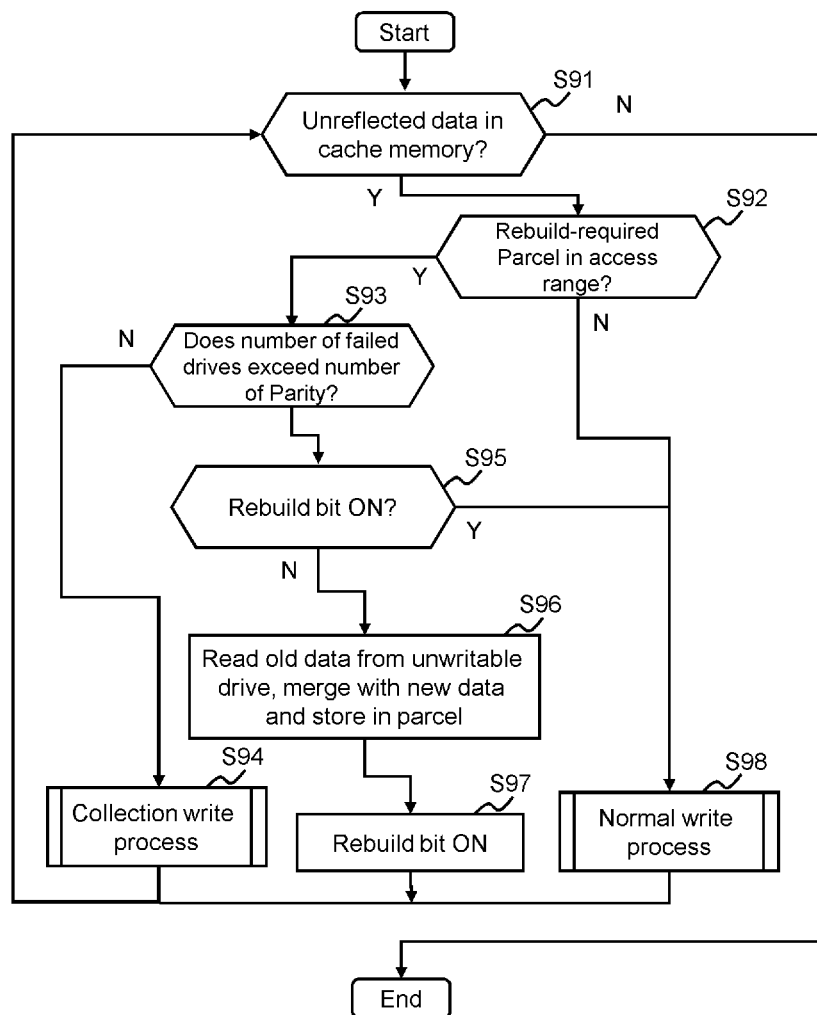 Start
S91
Unreflected data in
cache memory?
N
Y
S92
Rebuild-required
Parcel in access
range?
Y
N
S93
Does number of failed
drives exceed number
of Parity?
N
S95
Rebuild bit ON?
Y
N
S96
Read old data from unwritable
drive, merge with new data
and store in parcel
S94
Collection write
process
S97
Rebuild bit ON
S98
Normal write
process
End